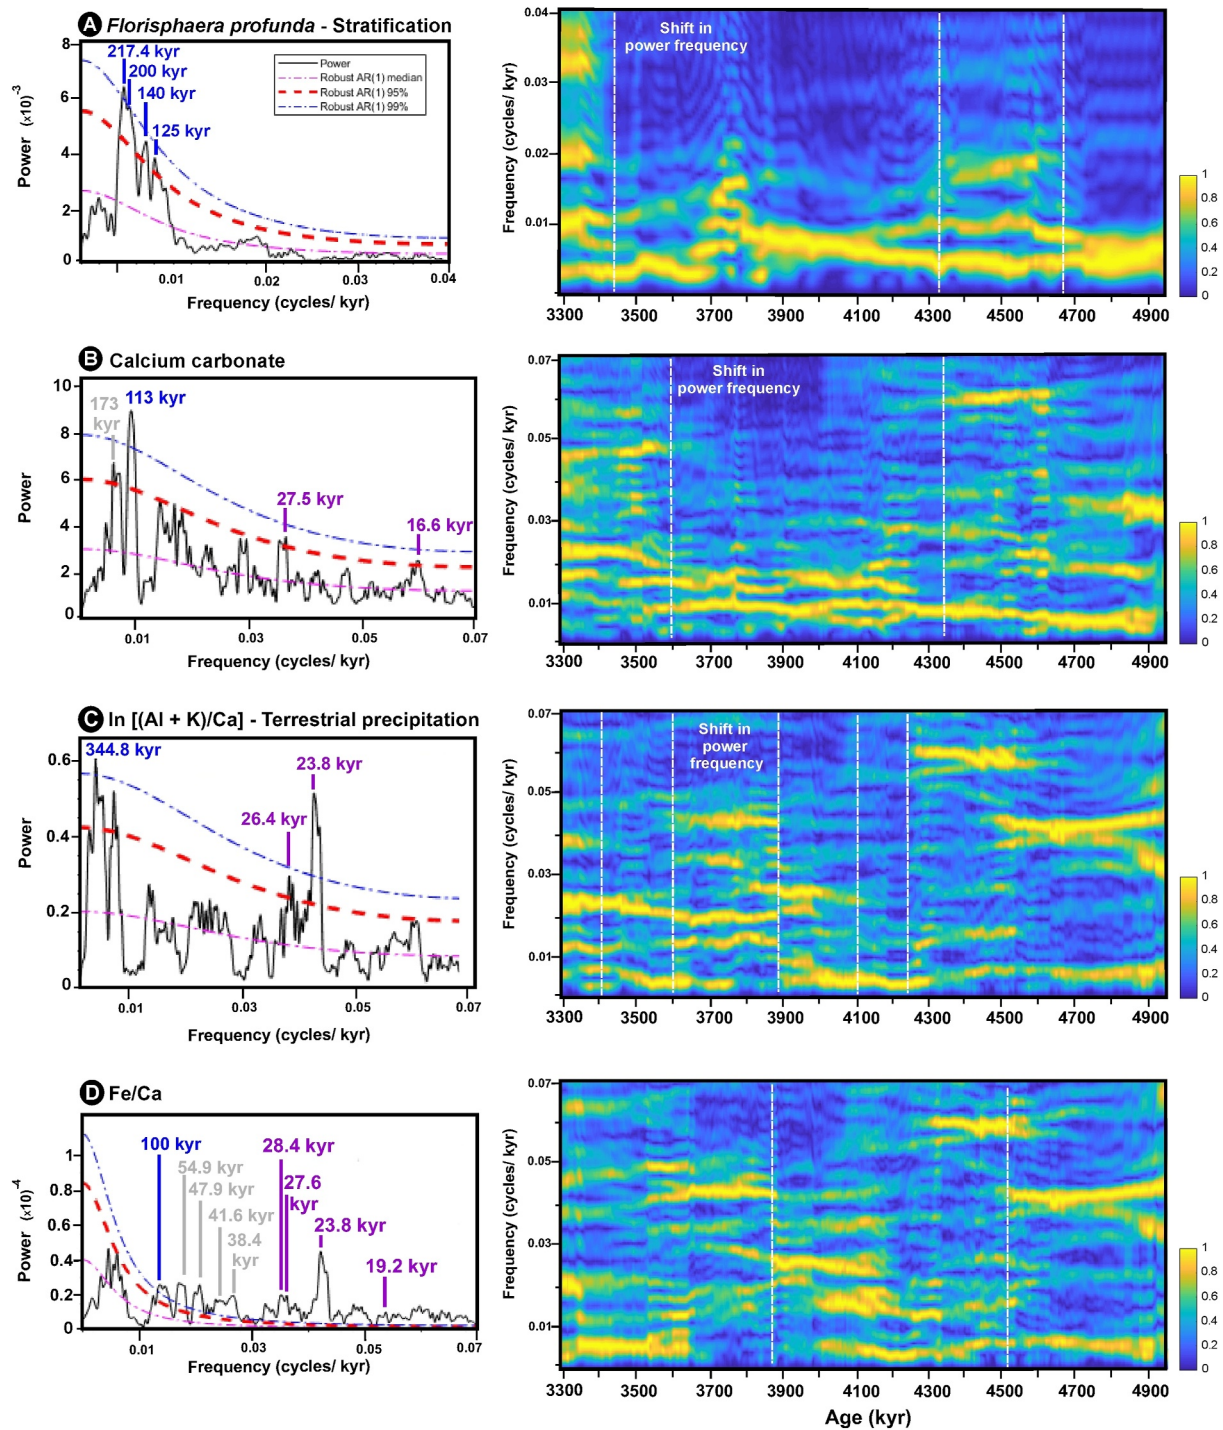 A Florisphaera profunda - Stratification
8
6
4
2
0
Power (x10)⁻³
217.4 kyr
200 kyr
140 kyr
125 kyr
Power
Robust AR(1) median
Robust AR(1) 95%
Robust AR(1) 99%
0.01 0.02 0.03 0.04
Frequency (cycles/ kyr)
Shift in
power frequency
0.04
0.03
0.02
0.01
Frequency (cycles/ kyr)
3300 3500 3700 3900 4100 4300 4500 4700 4900
1
0.8
0.6
0.4
0.2
0
B Calcium carbonate
10
8
6
4
2
0
Power
173
kyr
113 kyr
27.5 kyr
16.6 kyr
0.01 0.03 0.05 0.07
Frequency (cycles/ kyr)
Shift in
power frequency
0.07
0.05
0.03
0.01
Frequency (cycles/ kyr)
3300 3500 3700 3900 4100 4300 4500 4700 4900
1
0.8
0.6
0.4
0.2
0
C In [(Al + K)/Ca] - Terrestrial precipitation
0.6
0.4
0.2
0
Power
344.8 kyr
23.8 kyr
26.4 kyr
0.01 0.03 0.05 0.07
Frequency (cycles/ kyr)
Shift in
power
frequency
0.07
0.05
0.03
0.01
Frequency (cycles/ kyr)
3300 3500 3700 3900 4100 4300 4500 4700 4900
1
0.8
0.6
0.4
0.2
0
D Fe/Ca
1
0.8
0.6
0.4
0.2
0
Power (x10)⁻⁴
100 kyr
54.9 kyr
47.9 kyr
41.6 kyr
38.4
kyr
28.4 kyr
27.6
kyr
23.8 kyr
19.2 kyr
0.01 0.03 0.05 0.07
Frequency (cycles/ kyr)
0.07
0.05
0.03
0.01
Frequency (cycles/ kyr)
3300 3500 3700 3900 4100 4300 4500 4700 4900
Age (kyr)
1
0.8
0.6
0.4
0.2
0